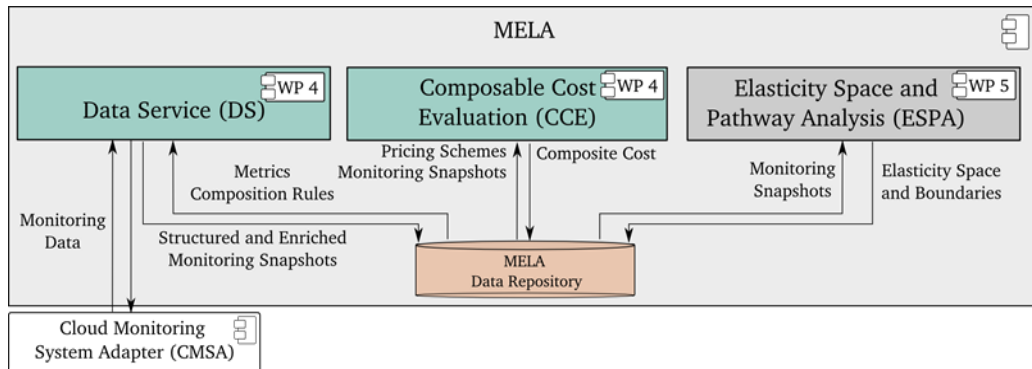 MELA
WP 4
Data Service (DS)
WP 4
Composable Cost
Evaluation (CCE)
WP 5
Elasticity Space and
Pathway Analysis (ESPA)
Monitoring
Data
Metrics
Composition Rules
Structured and Enriched
Monitoring Snapshots
Pricing Schemes
Monitoring Snapshots
Composite Cost
Monitoring
Snapshots
Elasticity Space
and Boundaries
MELA
Data Repository
Cloud Monitoring
System Adapter (CMSA)